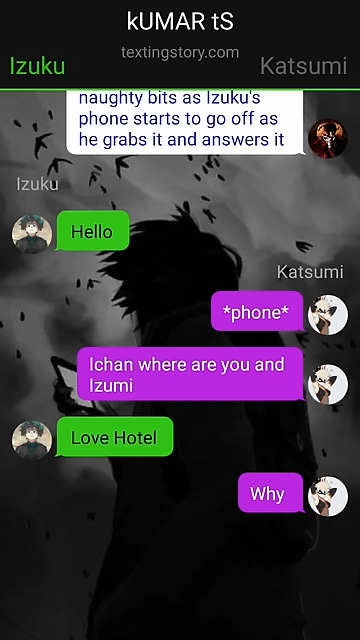 kUMAR tS
textingstory.com
Izuku
Katsumi
naughty bits as Izuku's
phone starts to go off as
he grabs it and answers it
Izuku
Hello
Katsumi
*phone*
Ichan where are you and
Izumi
Love Hotel
Why